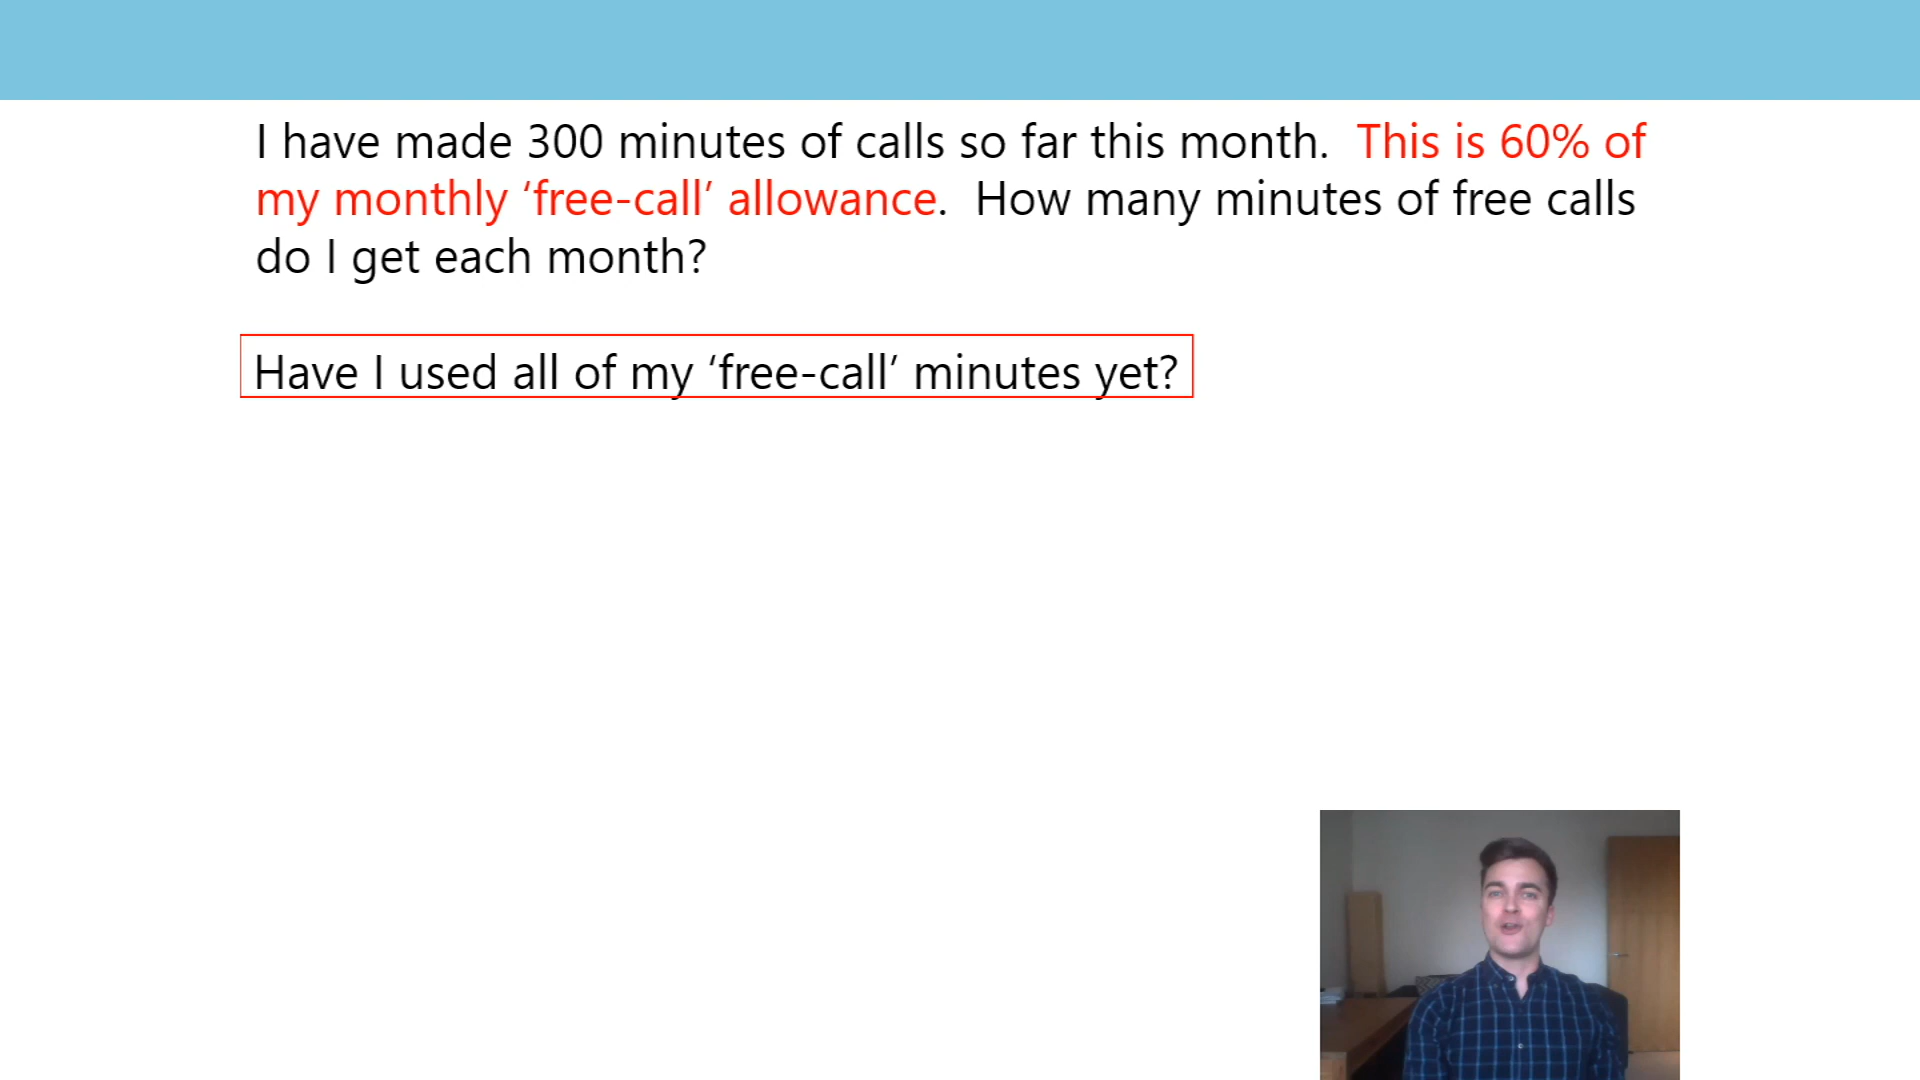 I have made 300 minutes of calls so far this month.  This is 60% of
my monthly ‘free-call’ allowance.  How many minutes of free calls
do I get each month?
Have I used all of my ‘free-call’ minutes yet?